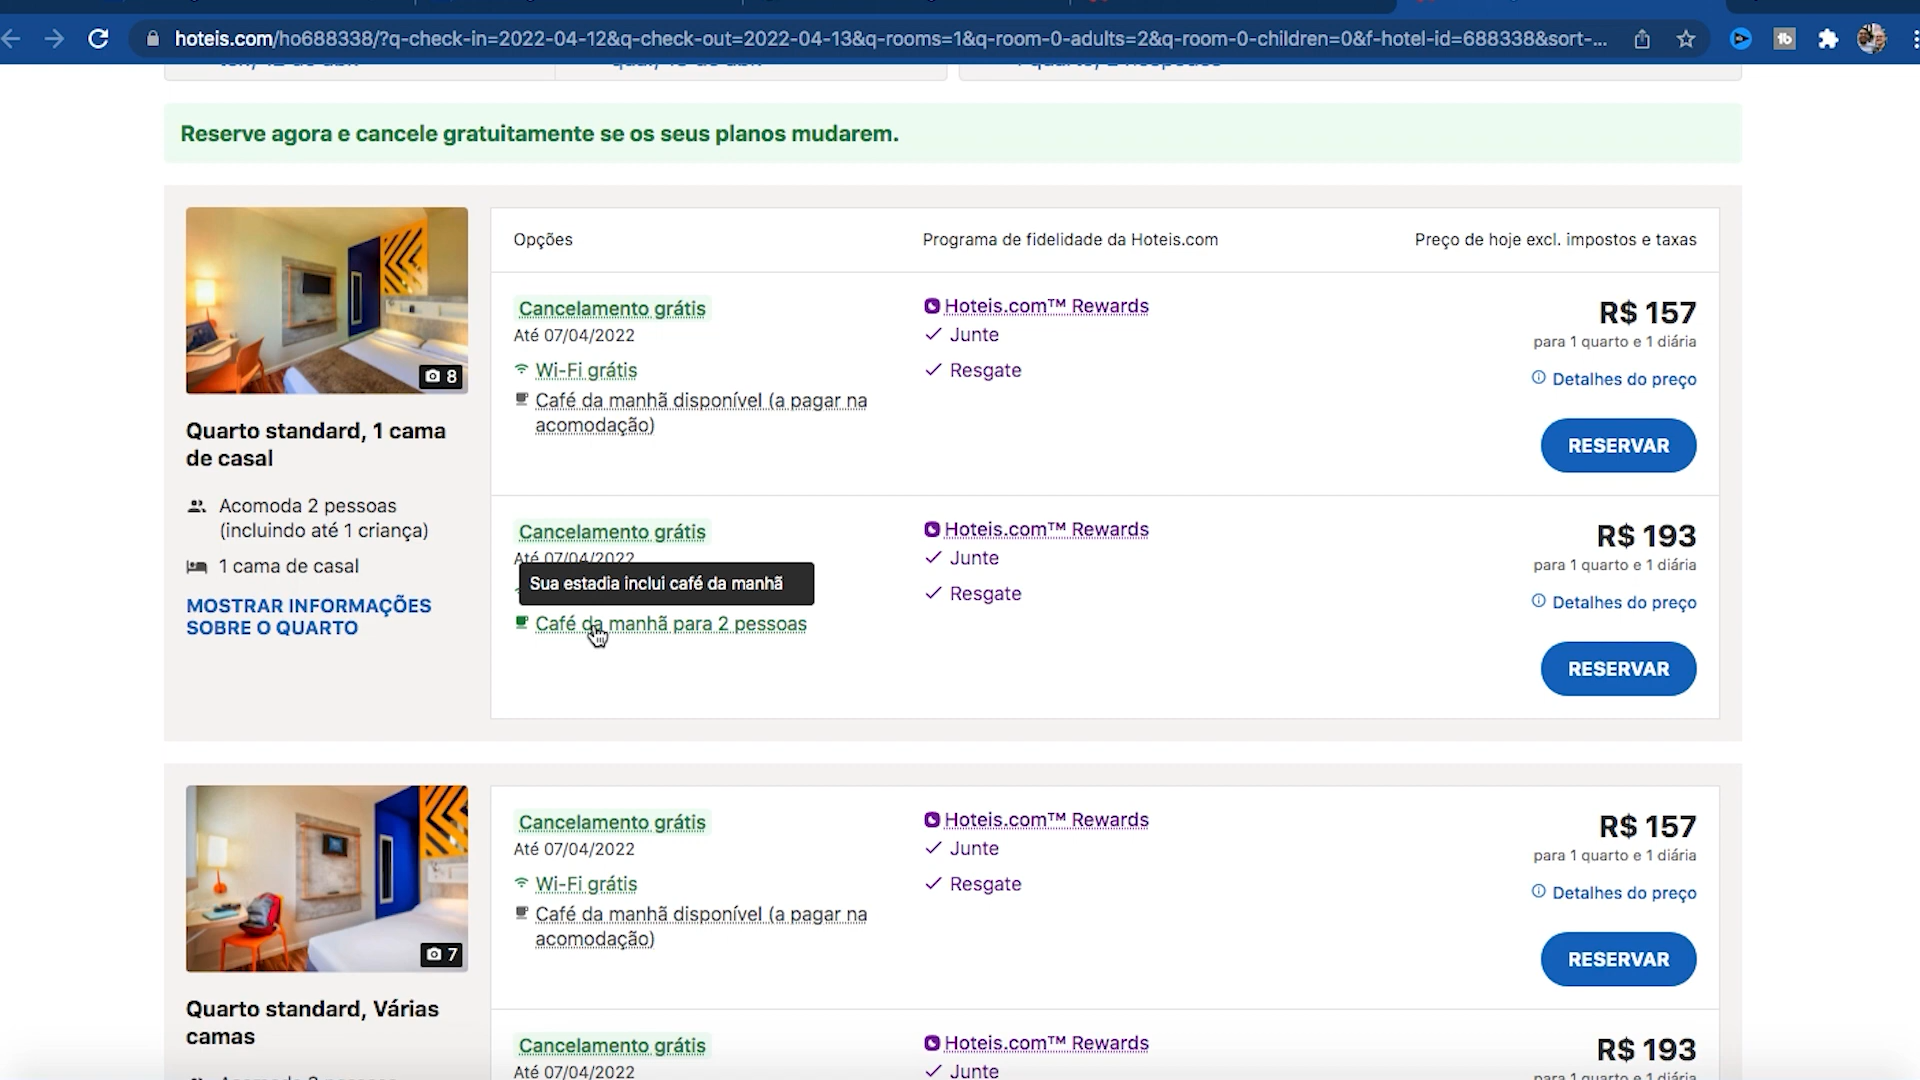 hoteis.com/ho688338/?q-check-in=2022-04-12&q-check-out=2022-04-13&q-rooms=1&q-room-0-adults=2&q-room-0-children=0&f-hotel-id=688338&sort-...
Reserve agora e cancele gratuitamente se os seus planos mudarem.
Opções
Programa de fidelidade da Hoteis.com
Preço de hoje excl. impostos e taxas
8
Quarto standard, 1 cama
de casal
Acomoda 2 pessoas
(incluindo até 1 criança)
1 cama de casal
MOSTRAR INFORMAÇÕES
SOBRE O QUARTO
Cancelamento grátis
Até 07/04/2022
Wi-Fi grátis
Café da manhã disponível (a pagar na
acomodação)
Hoteis.com™ Rewards
Junte
Resgate
R$ 157
para 1 quarto e 1 diária
Detalhes do preço
RESERVAR
Cancelamento grátis
Até 07/04/2022
Sua estadia inclui café da manhã
Café da manhã para 2 pessoas
Hoteis.com™ Rewards
Junte
Resgate
R$ 193
para 1 quarto e 1 diária
Detalhes do preço
RESERVAR
7
Quarto standard, Várias
camas
Cancelamento grátis
Até 07/04/2022
Wi-Fi grátis
Café da manhã disponível (a pagar na
acomodação)
Hoteis.com™ Rewards
Junte
Resgate
R$ 157
para 1 quarto e 1 diária
Detalhes do preço
RESERVAR
Cancelamento grátis
Até 07/04/2022
Hoteis.com™ Rewards
Junte
R$ 193
para 1 quarto e 1 diária